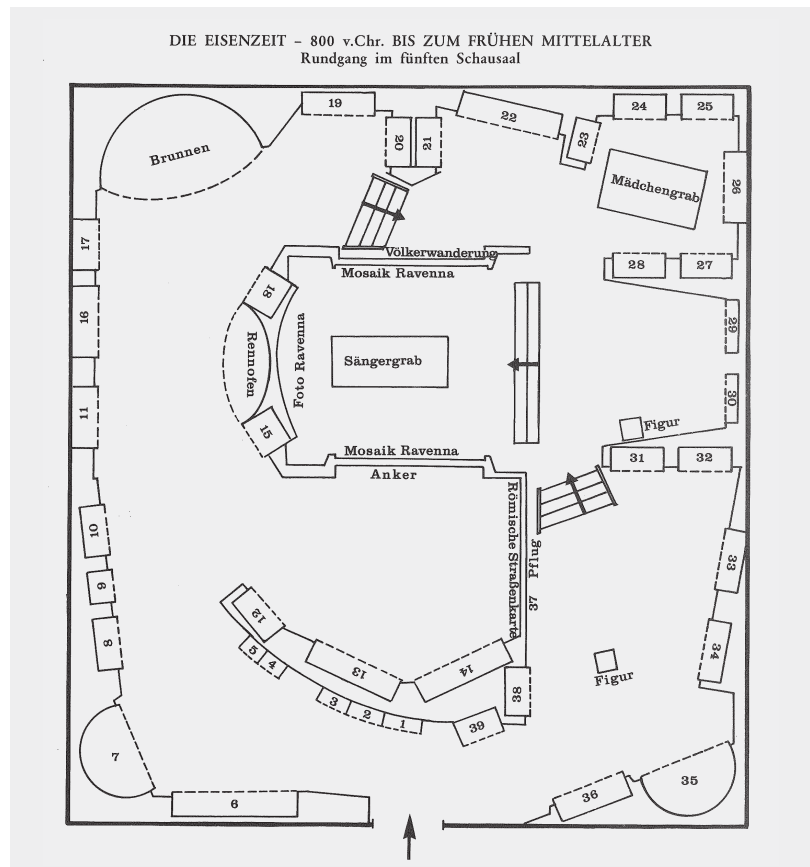 DIE EISENZEIT – 800 v.Chr. BIS ZUM FRÜHEN MITTELALTER
Rundgang im fünften Schausaal
19
20
21
22
23
24
25
Brunnen
Mädchengrab
26
17
Völkerwanderung
Mosaik Ravenna
28
27
18
16
Rennofen
Foto Ravenna
Sängergrab
29
30
11
15
Figur
Mosaik Ravenna
Anker
31
32
10
Römische Straßenkarte
37 Pflug
33
9
8
12
5
4
13
14
34
Figur
3
2
1
38
39
7
6
36
35